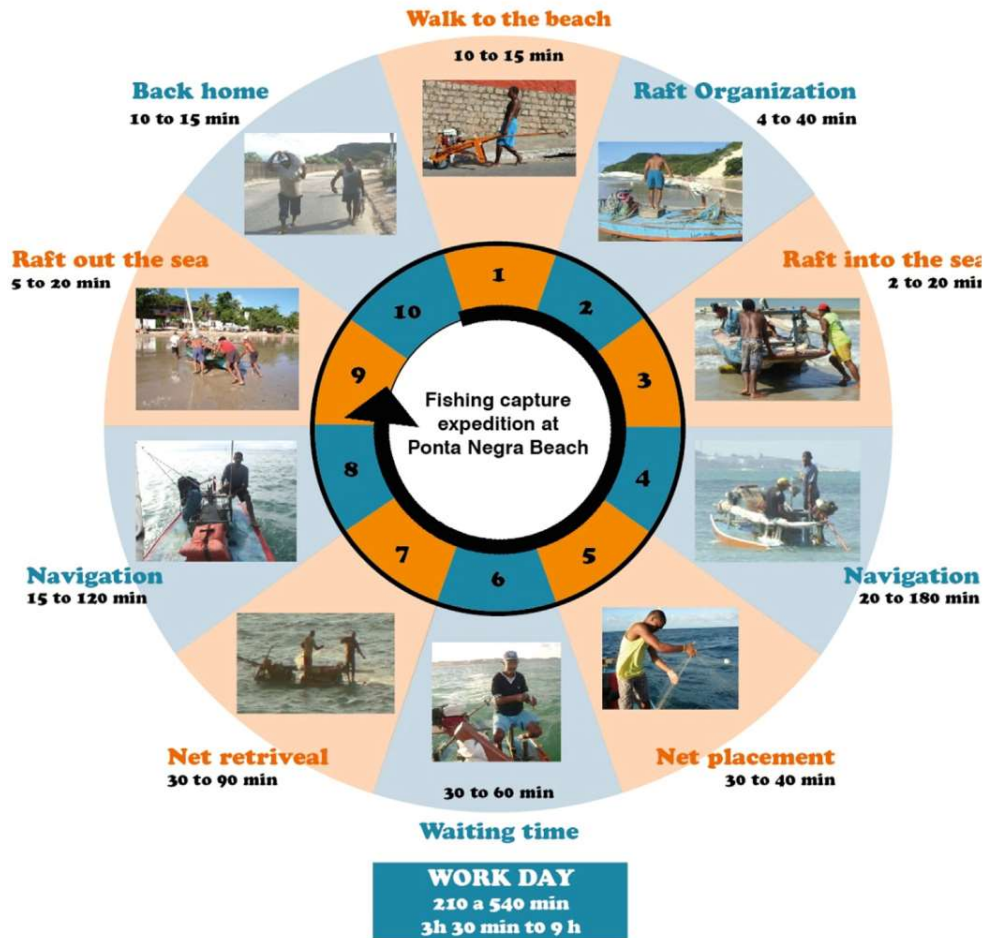 Walk to the beach
10 to 15 min
Raft Organization
4 to 40 min
Raft into the sea
2 to 20 min
Navigation
20 to 180 min
Net placement
30 to 40 min
30 to 60 min
Waiting time
Net retriveal
30 to 90 min
Navigation
15 to 120 min
Raft out the sea
5 to 20 min
Back home
10 to 15 min
1
2
3
4
5
6
7
8
9
10
Fishing capture
expedition at
Ponta Negra Beach
WORK DAY
210 a 540 min
3h 30 min to 9 h